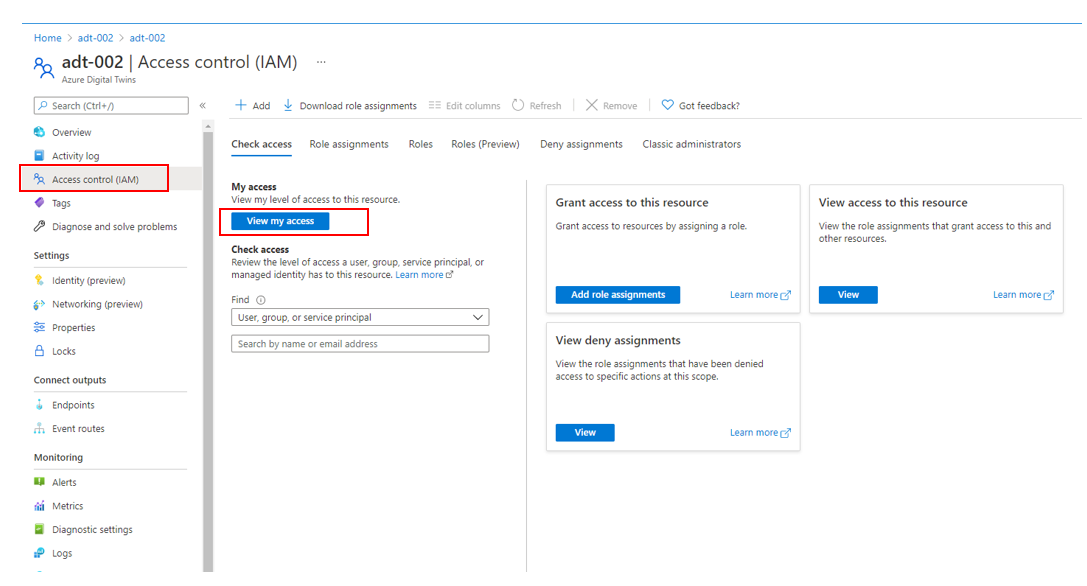 Home > adt-002 > adt-002
adt-002 | Access control (IAM) ...
Azure Digital Twins
Search (Ctrl+/)
«
Overview
Activity log
Access control (IAM)
Tags
Diagnose and solve problems
Settings
Identity (preview)
Networking (preview)
Properties
Locks
Connect outputs
Endpoints
Event routes
Monitoring
Alerts
Metrics
Diagnostic settings
Logs
Add
Download role assignments
Edit columns
Refresh
Remove
Got feedback?
Check access
Role assignments
Roles
Roles (Preview)
Deny assignments
Classic administrators
My access
View my level of access to this resource.
View my access
Check access
Review the level of access a user, group, service principal, or
managed identity has to this resource. Learn more
Find
User, group, or service principal
Search by name or email address
Grant access to this resource
Grant access to resources by assigning a role.
Add role assignments
Learn more
View access to this resource
View the role assignments that grant access to this and
other resources.
View
Learn more
View deny assignments
View the role assignments that have been denied
access to specific actions at this scope.
View
Learn more